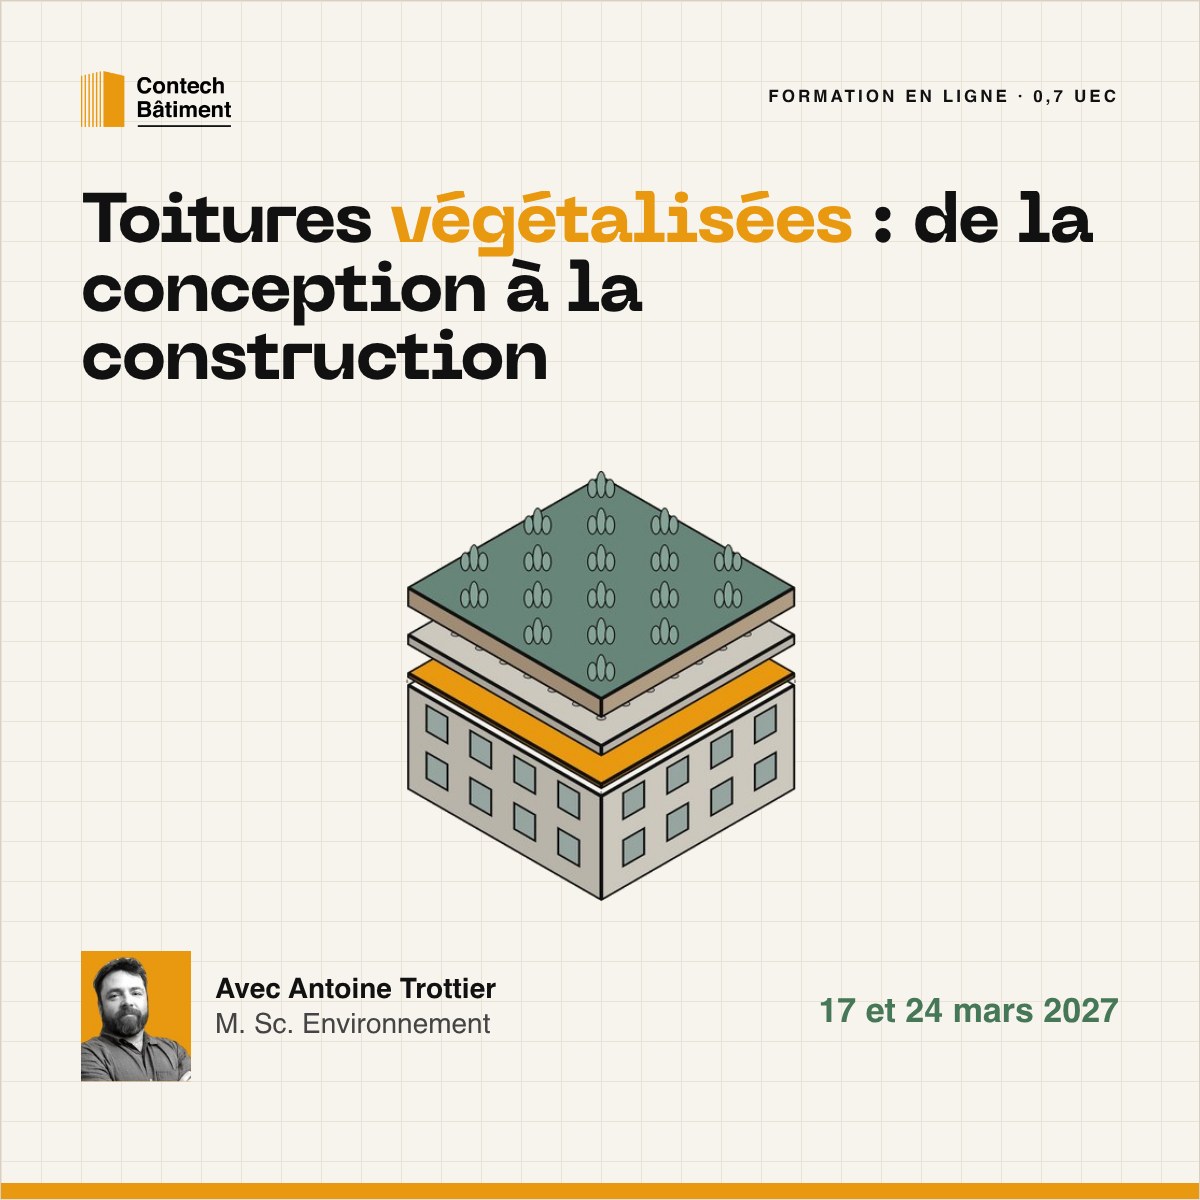 Contech
Bâtiment
FORMATION EN LIGNE · 0,7 UEC
Toitures végétalisées : de la
conception à la
construction
Avec Antoine Trottier
M. Sc. Environnement
17 et 24 mars 2027